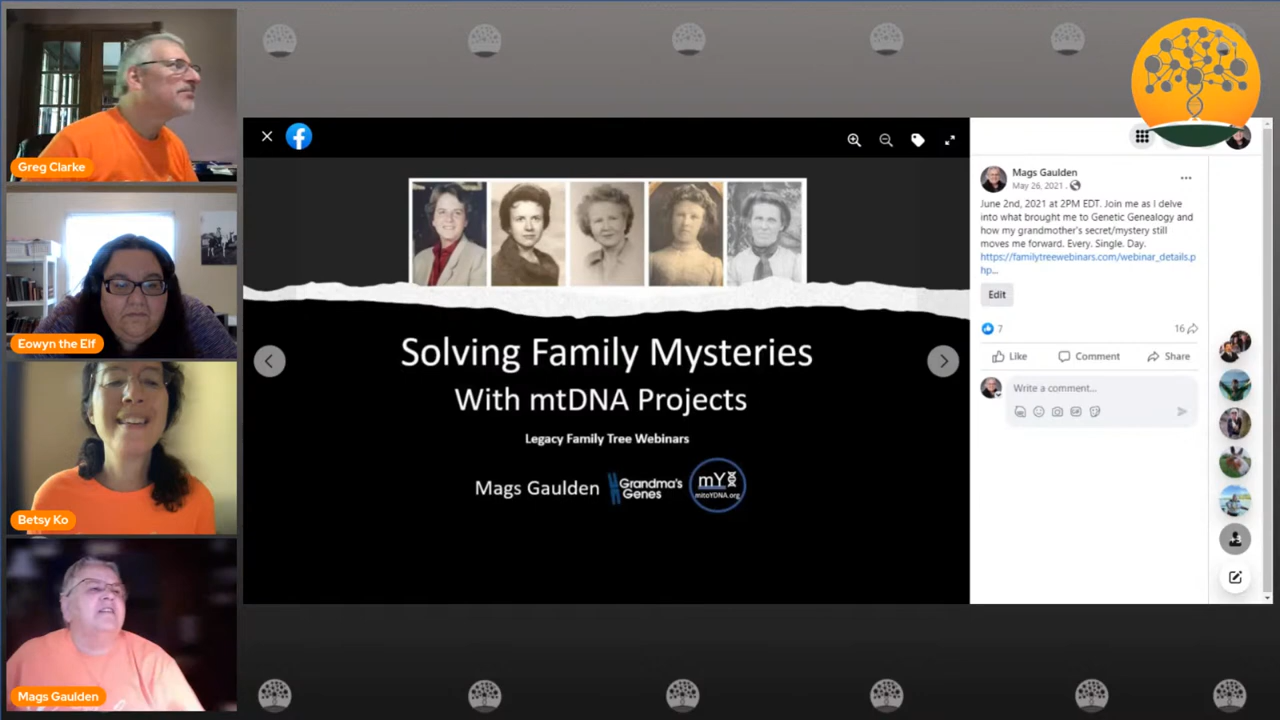 Greg Clarke
Eowyn the Elf
Betsy Ko
Mags Gaulden
Solving Family Mysteries
With mtDNA Projects
Legacy Family Tree Webinars
Mags Gaulden
Grandma's
Genes
mY
mitoYDNA.org
Mags Gaulden
May 26, 2021 ·
June 2nd, 2021 at 2PM EDT. Join me as I delve
into what brought me to Genetic Genealogy and
how my grandmother's secret/mystery still
moves me forward. Every. Single. Day.
https://familytreewebinars.com/webinar_details.p
hp...
Edit
7
16
Like
Comment
Share
Write a comment...